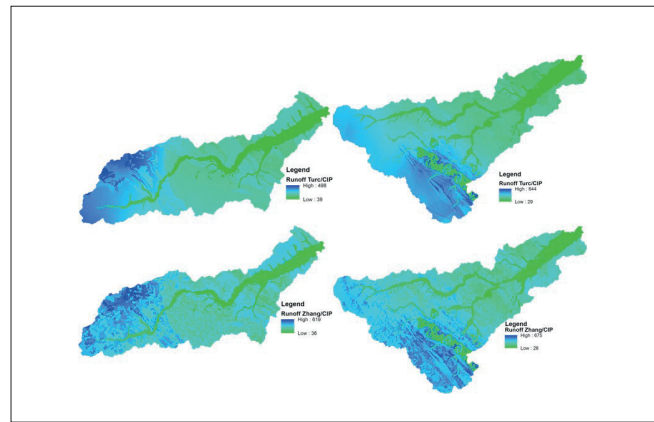 Legend
Runoff Turc/CIP
High : 498
Low : 38
Legend
Runoff Turc/CIP
High : 644
Low : 29
Legend
Runoff Zhang/CIP
High : 619
Low : 36
Legend
Runoff Zhang/CIP
High : 675
Low : 26